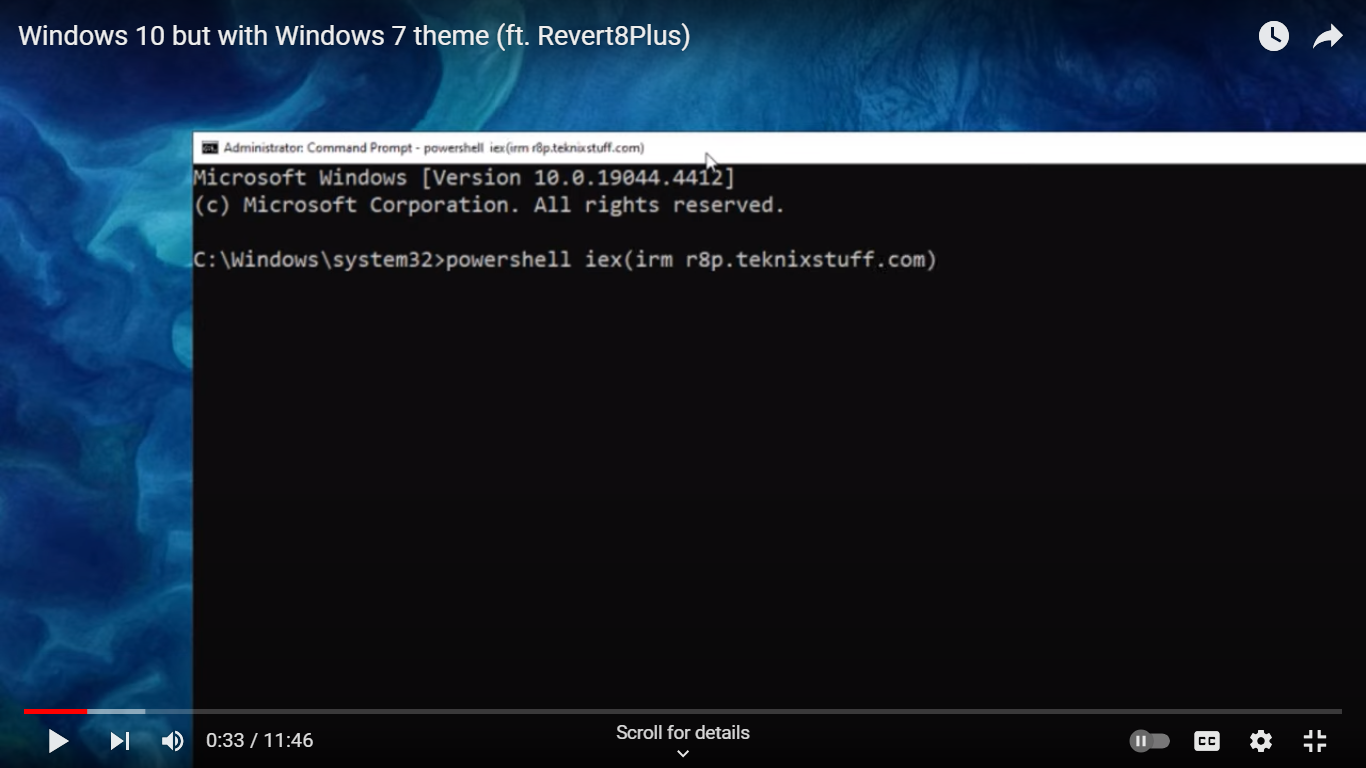 Windows 10 but with Windows 7 theme (ft. Revert8Plus)
Administrator: Command Prompt - powershell  iex(irm r8p.teknixstuff.com)
Microsoft Windows [Version 10.0.19044.4412]
(c) Microsoft Corporation. All rights reserved.
C:\Windows\system32>powershell iex(irm r8p.teknixstuff.com)
Scroll for details
0:33 / 11:46
CC